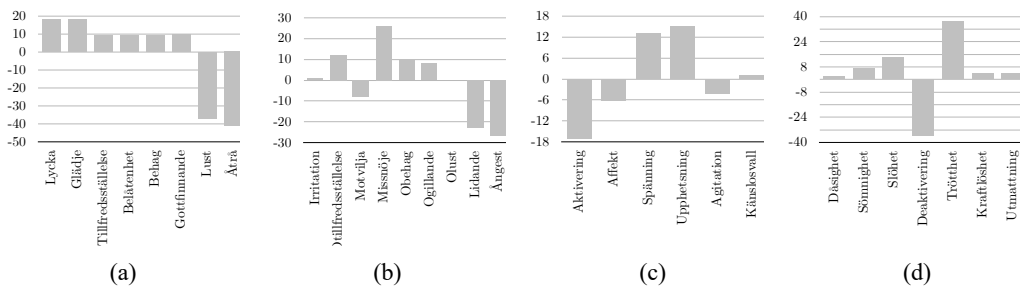 20
10
0
-10
-20
-30
-40
-50
Lycka
Glädje
Tillfredsställelse
Belåtenhet
Behag
Gottfinnande
Lust
Åtrå
(a)
30
20
10
0
-10
-20
-30
Irritation
Otillfredsställelse
Motvilja
Missnöje
Obehag
Ogillande
Olust
Lidande
Ångest
(b)
18
12
6
0
-6
-12
-18
Aktivering
Affekt
Spänning
Upphetsning
Agitation
Känslosvall
(c)
40
24
8
-8
-24
-40
Dåsighet
Sömnighet
Slöhet
Deaktivering
Trötthet
Kraftlöshet
Utmattning
(d)